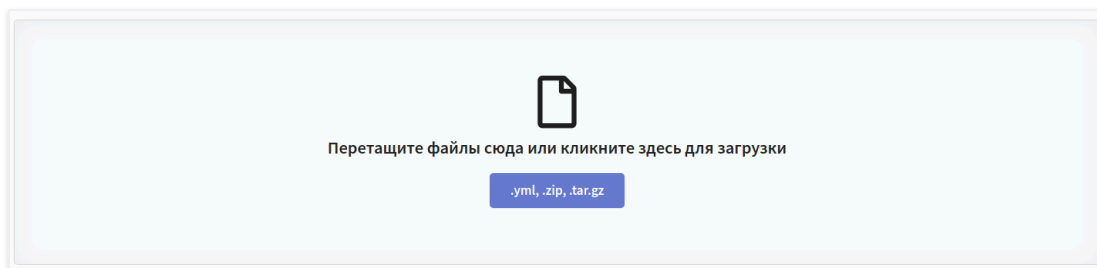 Перетащите файлы сюда или кликните здесь для загрузки
.yml, .zip, .tar.gz